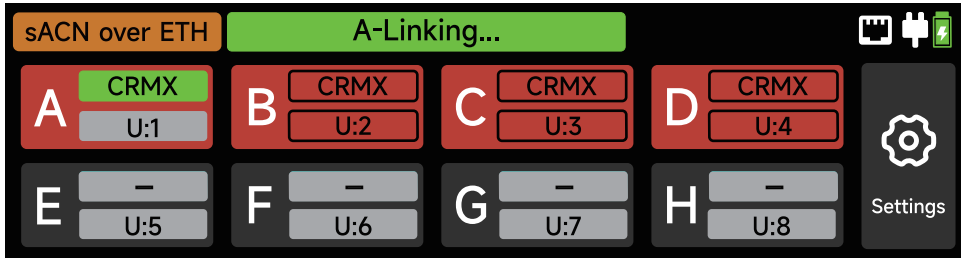 sACN over ETH
A-Linking...
A
CRMX
U:1
B
CRMX
U:2
C
CRMX
U:3
D
CRMX
U:4
E
–
U:5
F
–
U:6
G
–
U:7
H
–
U:8
Settings